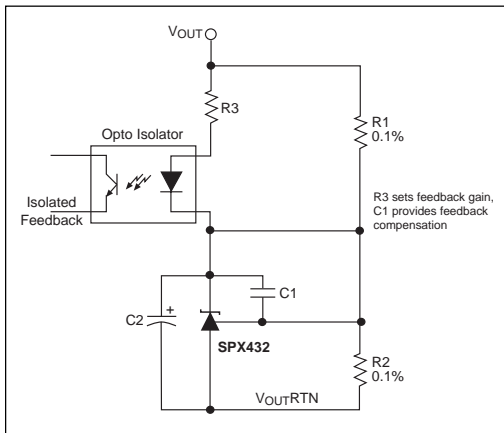 VOUT
R3
R1
0.1%
Opto Isolator
Isolated
Feedback
R3 sets feedback gain,
C1 provides feedback
compensation
C1
C2
+
SPX432
R2
0.1%
VOUTRTN